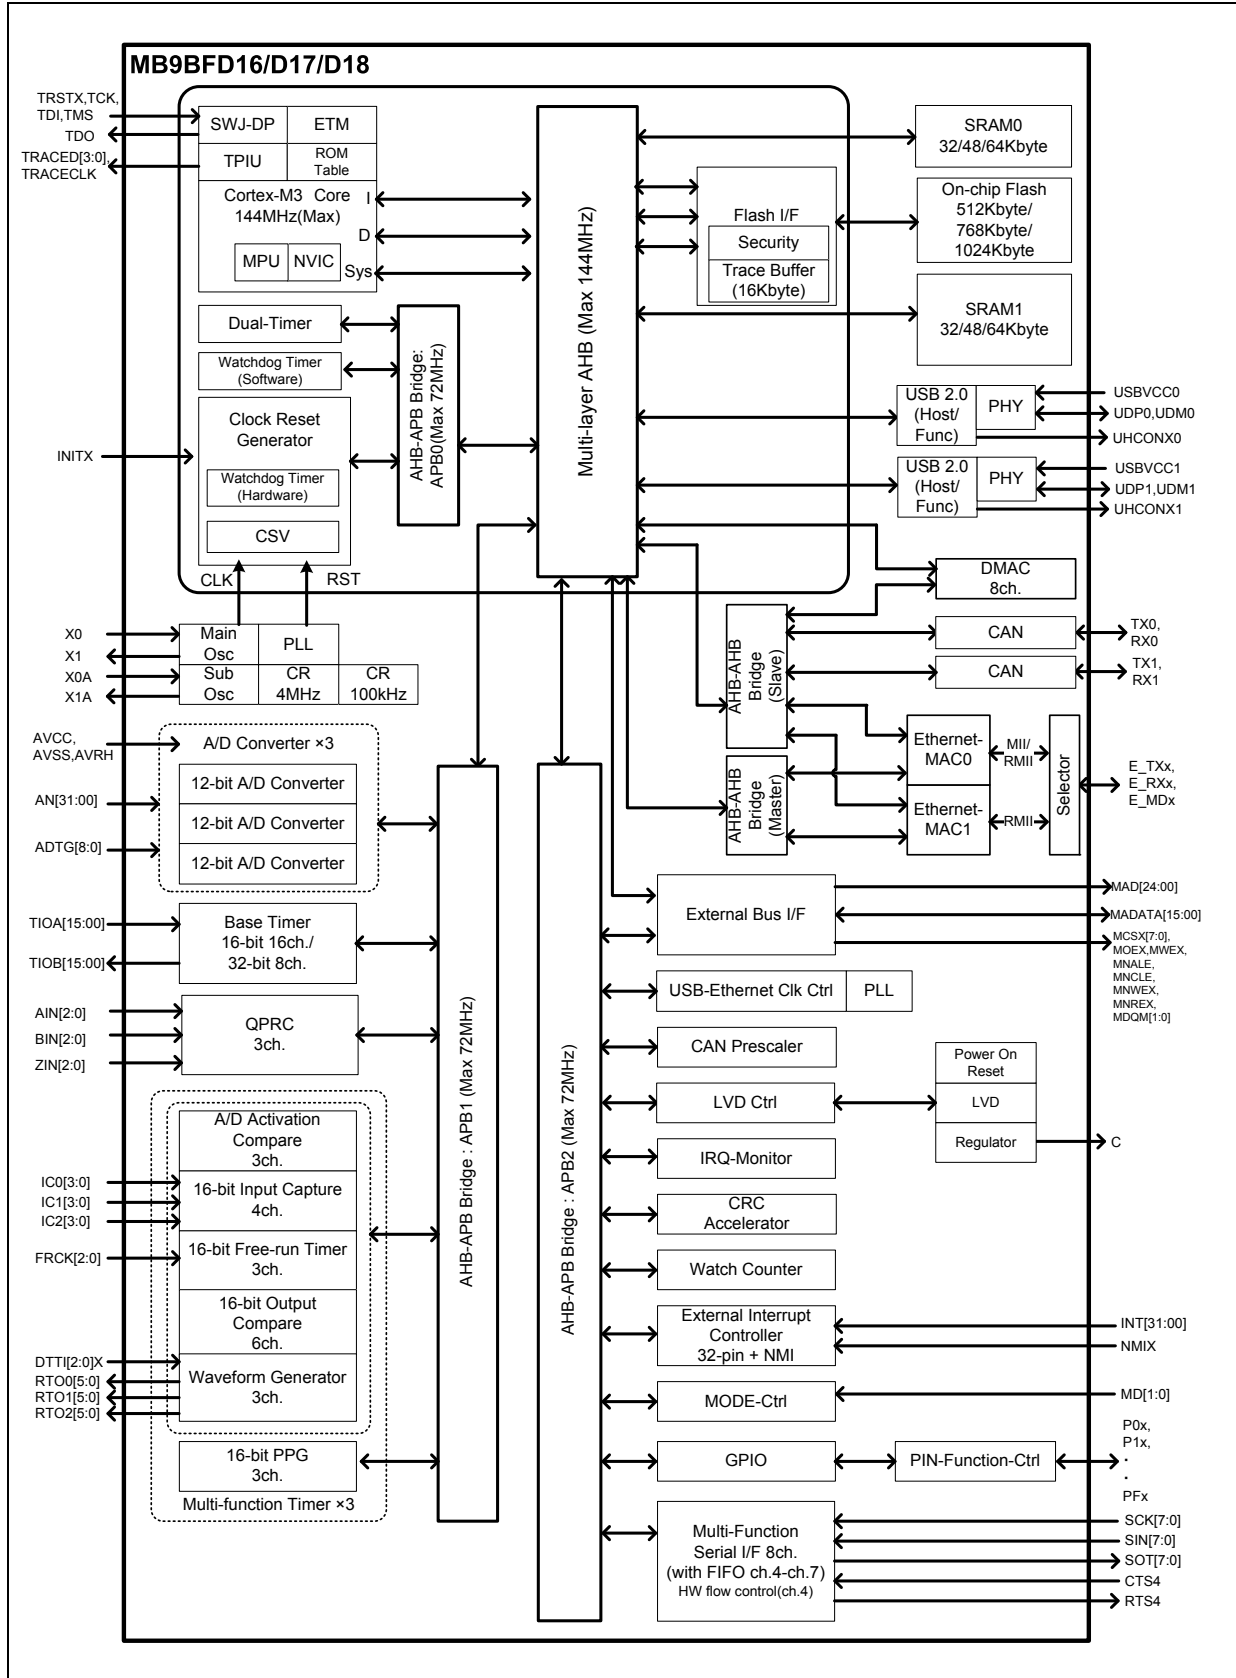 MB9BFD16/D17/D18
TRSTX,TCK,
TDI,TMS
TDO
TRACED[3:0],
TRACECLK
SWJ-DP
ETM
TPIU
ROM
Table
Cortex-M3 Core
144MHz(Max)
I
D
Sys
MPU
NVIC
Dual-Timer
Watchdog Timer
(Software)
Clock Reset
Generator
Watchdog Timer
(Hardware)
CSV
INITX
CLK
RST
AHB-APB Bridge:
APB0(Max 72MHz)
Multi-layer AHB (Max 144MHz)
Flash I/F
Security
Trace Buffer
(16Kbyte)
SRAM0
32/48/64Kbyte
On-chip Flash
512Kbyte/
768Kbyte/
1024Kbyte
SRAM1
32/48/64Kbyte
USB 2.0
(Host/
Func)
PHY
USBVCC0
UDP0,UDM0
UHCONX0
USB 2.0
(Host/
Func)
PHY
USBVCC1
UDP1,UDM1
UHCONX1
DMAC
8ch.
X0
X1
X0A
X1A
Main
Osc
PLL
Sub
Osc
CR
4MHz
CR
100kHz
AHB-AHB
Bridge
(Slave)
CAN
TX0,
RX0
CAN
TX1,
RX1
AHB-AHB
Bridge
(Master)
Ethernet-
MAC0
Ethernet-
MAC1
MII/
RMII
RMII
Selector
E_TXx,
E_RXx,
E_MDx
AVCC,
AVSS,AVRH
AN[31:00]
ADTG[8:0]
A/D Converter ×3
12-bit A/D Converter
12-bit A/D Converter
12-bit A/D Converter
TIOA[15:00]
TIOB[15:00]
Base Timer
16-bit 16ch./
32-bit 8ch.
AIN[2:0]
BIN[2:0]
ZIN[2:0]
QPRC
3ch.
A/D Activation
Compare
3ch.
IC0[3:0]
IC1[3:0]
IC2[3:0]
16-bit Input Capture
4ch.
FRCK[2:0]
16-bit Free-run Timer
3ch.
16-bit Output
Compare
6ch.
DTTI[2:0]X
RTO0[5:0]
RTO1[5:0]
RTO2[5:0]
Waveform Generator
3ch.
16-bit PPG
3ch.
Multi-function Timer ×3
AHB-APB Bridge : APB1 (Max 72MHz)
AHB-APB Bridge : APB2 (Max 72MHz)
External Bus I/F
MAD[24:00]
MADATA[15:00]
MCSX[7:0],
MOEX,MWEX,
MNALE,
MNCLE,
MNWEX,
MNREX,
MDQM[1:0]
USB-Ethernet Clk Ctrl
PLL
CAN Prescaler
LVD Ctrl
Power On
Reset
LVD
Regulator
C
IRQ-Monitor
CRC
Accelerator
Watch Counter
External Interrupt
Controller
32-pin + NMI
INT[31:00]
NMIX
MODE-Ctrl
MD[1:0]
GPIO
PIN-Function-Ctrl
P0x,
P1x,
.
.
PFx
Multi-Function
Serial I/F 8ch.
(with FIFO ch.4-ch.7)
HW flow control(ch.4)
SCK[7:0]
SIN[7:0]
SOT[7:0]
CTS4
RTS4